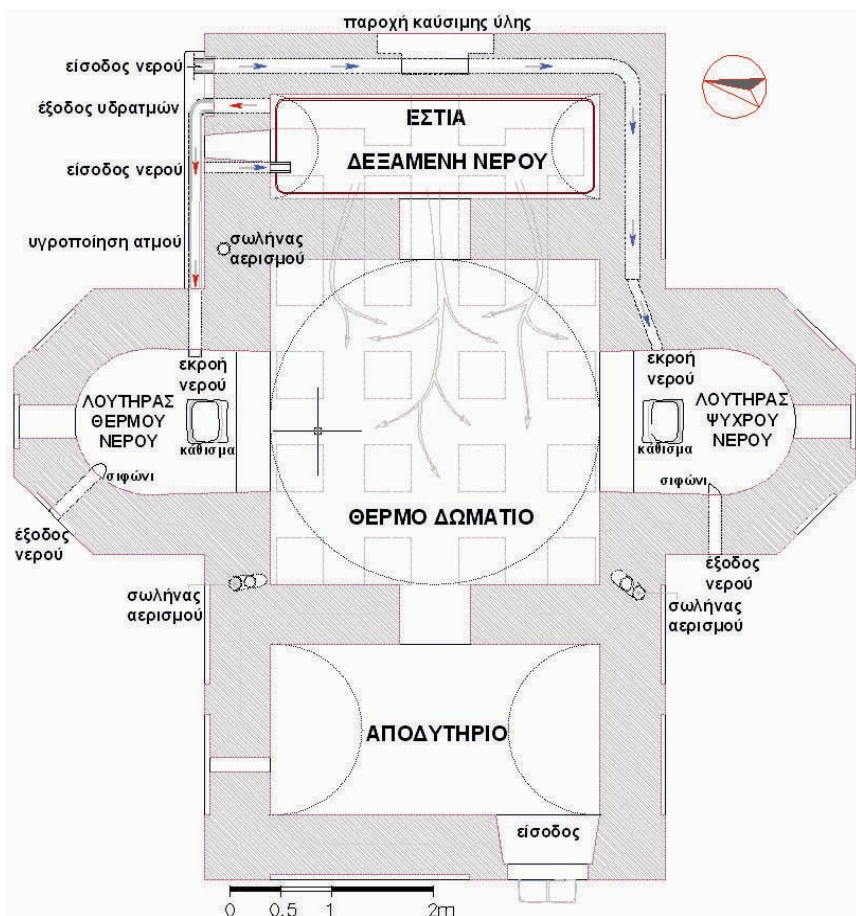 παροχή καύσιμης ύλης
είσοδος νερού
έξοδος υδρατμών
ΕΣΤΙΑ
ΔΕΞΑΜΕΝΗ ΝΕΡΟΥ
είσοδος νερού
υγροποίηση ατμού
σωλήνας
αερισμού
εκροή
νερού
εκροή
νερού
ΛΟΥΤΗΡΑΣ
ΘΕΡΜΟΥ
ΝΕΡΟΥ
κάθισμα
ΛΟΥΤΗΡΑΣ
ΨΥΧΡΟΥ
ΝΕΡΟΥ
κάθισμα
σιφώνι
σιφώνι
ΘΕΡΜΟ ΔΩΜΑΤΙΟ
έξοδος
νερού
έξοδος
νερού
σωλήνας
αερισμού
σωλήνας
αερισμού
ΑΠΟΔΥΤΗΡΙΟ
είσοδος
0 0.5 1 2m